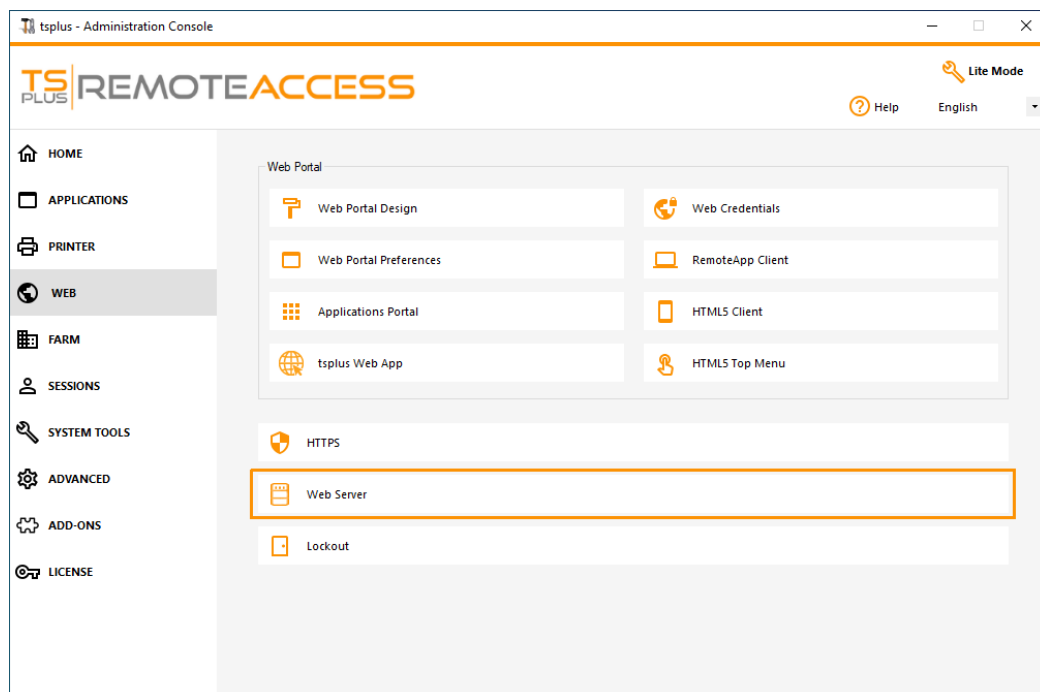 tsplus - Administration Console
TS PLUS REMOTEACCESS
Lite Mode
Help
English
HOME
APPLICATIONS
PRINTER
WEB
FARM
SESSIONS
SYSTEM TOOLS
ADVANCED
ADD-ONS
LICENSE
Web Portal
Web Portal Design
Web Credentials
Web Portal Preferences
RemoteApp Client
Applications Portal
HTML5 Client
tsplus Web App
HTML5 Top Menu
HTTPS
Web Server
Lockout